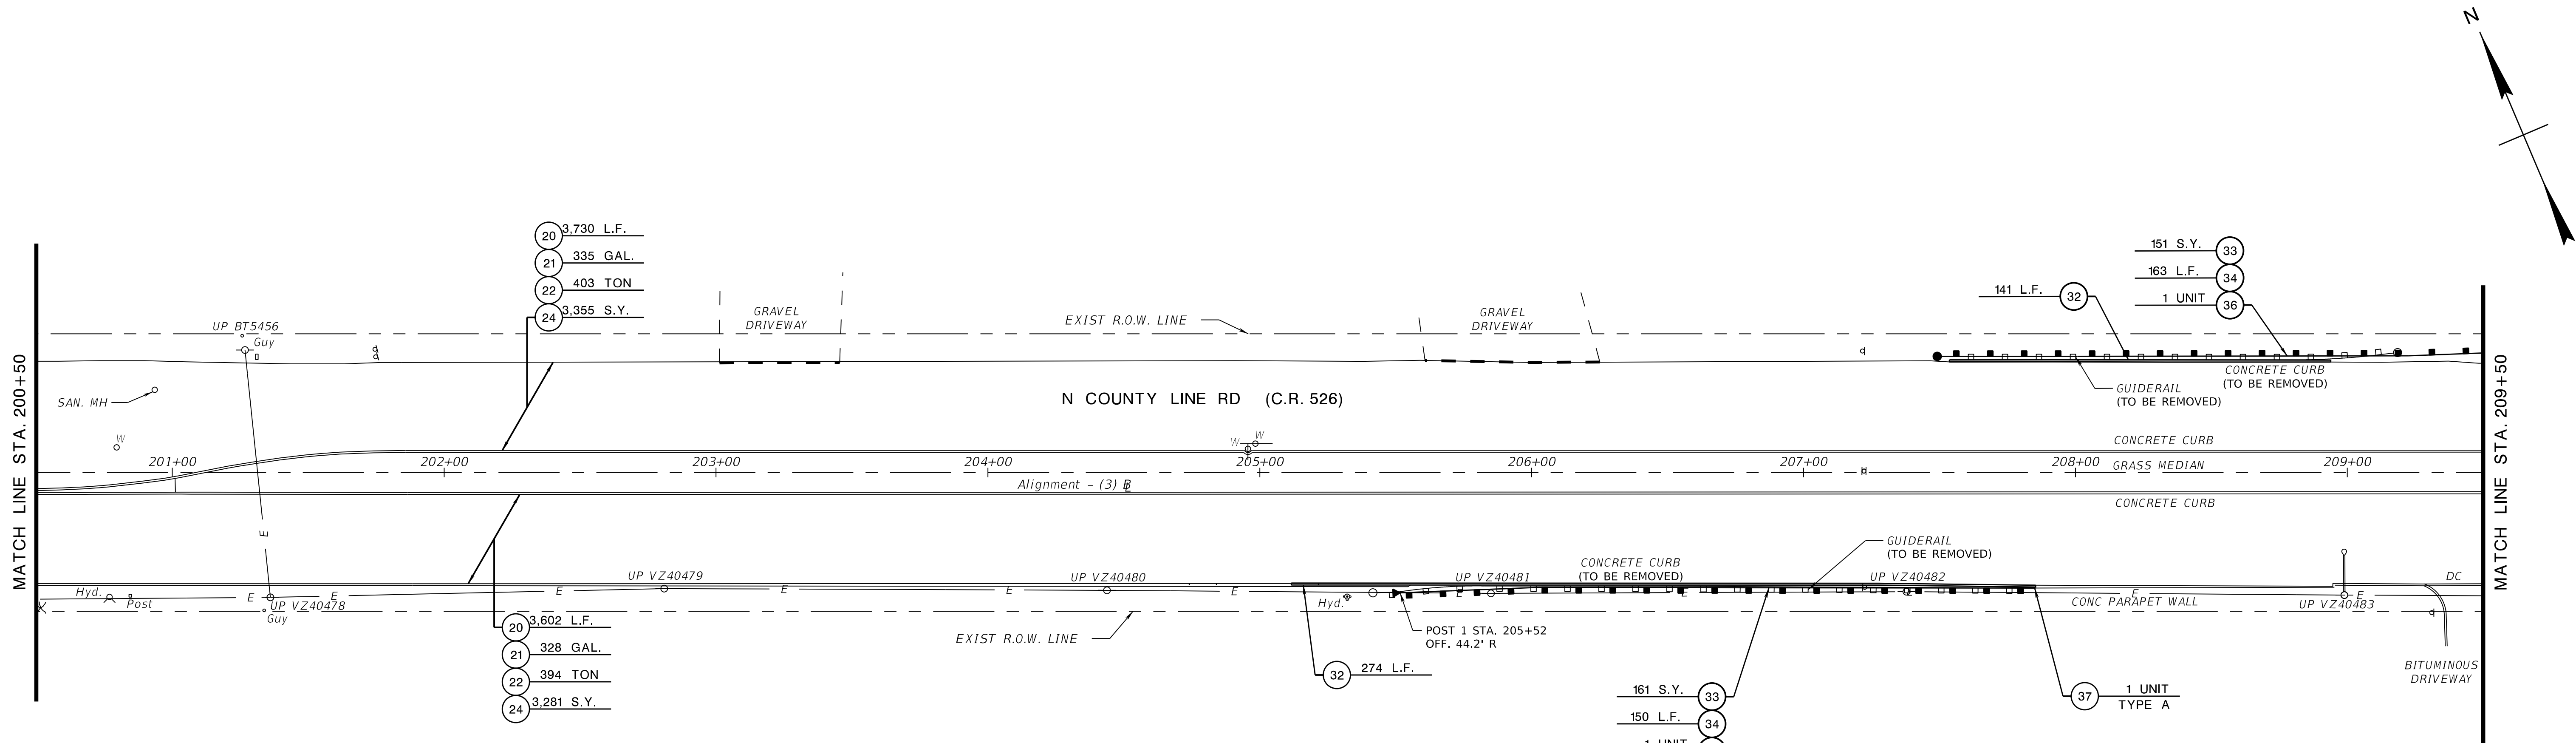 N
20 3,730 L.F.
21 335 GAL.
22 403 TON
24 3,355 S.Y.
151 S.Y. 33
163 L.F. 34
1 UNIT 36
141 L.F. 32
GRAVEL
DRIVEWAY
EXIST R.O.W. LINE
GRAVEL
DRIVEWAY
UP BT5456
Guy
SAN. MH
W
MATCH LINE STA. 200+50
MATCH LINE STA. 209+50
N COUNTY LINE RD (C.R. 526)
CONCRETE CURB
(TO BE REMOVED)
GUIDERAIL
(TO BE REMOVED)
W W
CONCRETE CURB
201+00 202+00 203+00 204+00 205+00 206+00 207+00 208+00 209+00
GRASS MEDIAN
Alignment - (3) B
CONCRETE CURB
E
GUIDERAIL
(TO BE REMOVED)
CONCRETE CURB
(TO BE REMOVED)
UP VZ40479
UP VZ40480
UP VZ40481
UP VZ40482
DC
Hyd.
Post
E E E E E E E E E E
UP VZ40478
Guy
Hyd.
CONC PARAPET WALL
UP VZ40483
20 3,602 L.F.
21 328 GAL.
22 394 TON
24 3,281 S.Y.
EXIST R.O.W. LINE
POST 1 STA. 205+52
OFF. 44.2' R
32 274 L.F.
161 S.Y. 33
150 L.F. 34
1 UNIT
37 1 UNIT
TYPE A
BITUMINOUS
DRIVEWAY